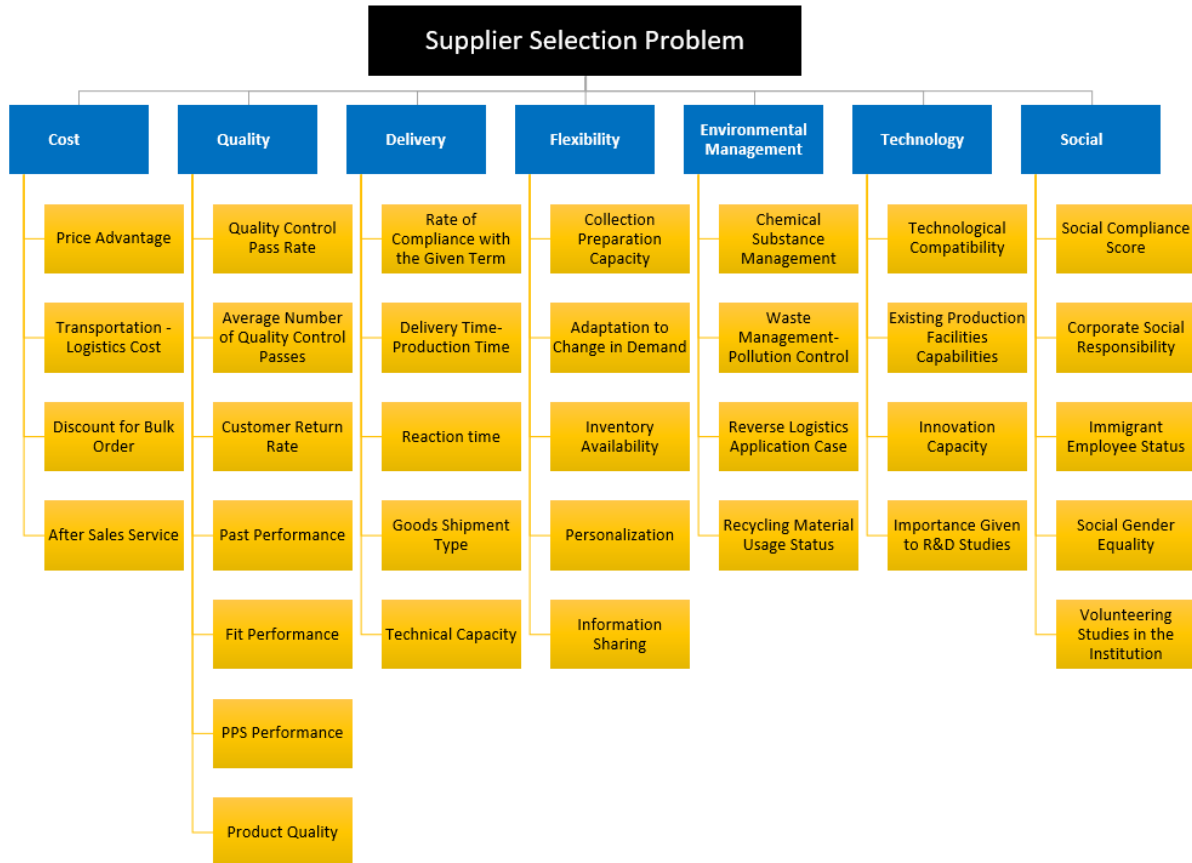 Supplier Selection Problem
Cost
Quality
Delivery
Flexibility
Environmental
Management
Technology
Social
Price Advantage
Transportation -
Logistics Cost
Discount for Bulk
Order
After Sales Service
Quality Control
Pass Rate
Average Number
of Quality Control
Passes
Customer Return
Rate
Past Performance
Fit Performance
PPS Performance
Product Quality
Rate of
Compliance with
the Given Term
Delivery Time-
Production Time
Reaction time
Goods Shipment
Type
Technical Capacity
Collection
Preparation
Capacity
Adaptation to
Change in Demand
Inventory
Availability
Personalization
Information
Sharing
Chemical
Substance
Management
Waste
Management-
Pollution Control
Reverse Logistics
Application Case
Recycling Material
Usage Status
Technological
Compatibility
Existing Production
Facilities
Capabilities
Innovation
Capacity
Importance Given
to R&D Studies
Social Compliance
Score
Corporate Social
Responsibility
Immigrant
Employee Status
Social Gender
Equality
Volunteering
Studies in the
Institution